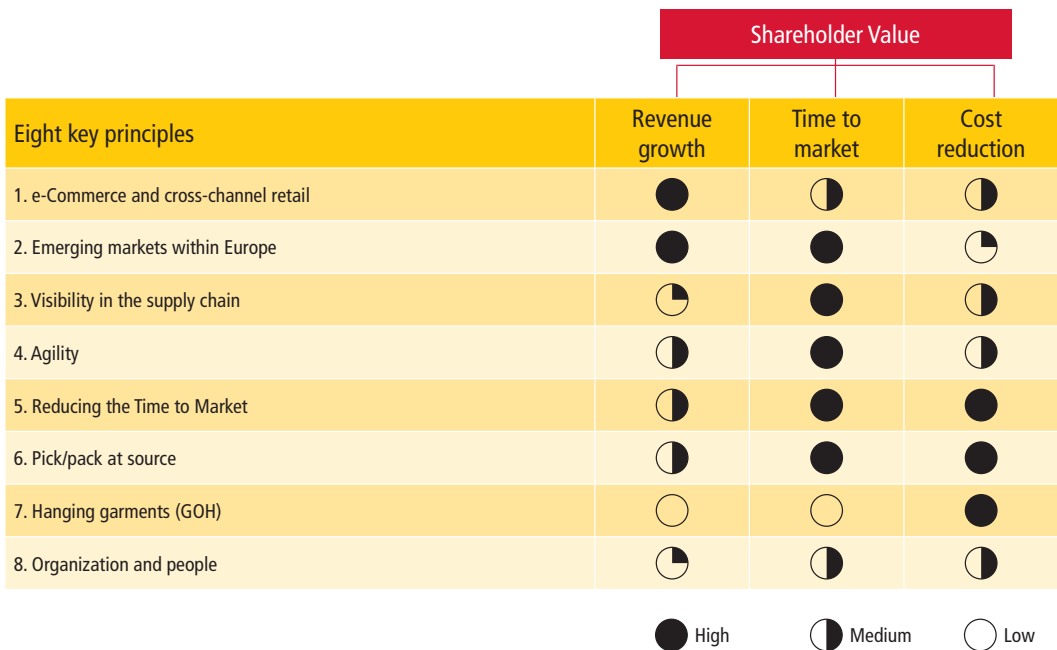 Shareholder Value
Eight key principles
Revenue
growth
Time to
market
Cost
reduction
1. e-Commerce and cross-channel retail
2. Emerging markets within Europe
3. Visibility in the supply chain
4. Agility
5. Reducing the Time to Market
6. Pick/pack at source
7. Hanging garments (GOH)
8. Organization and people
High
Medium
Low